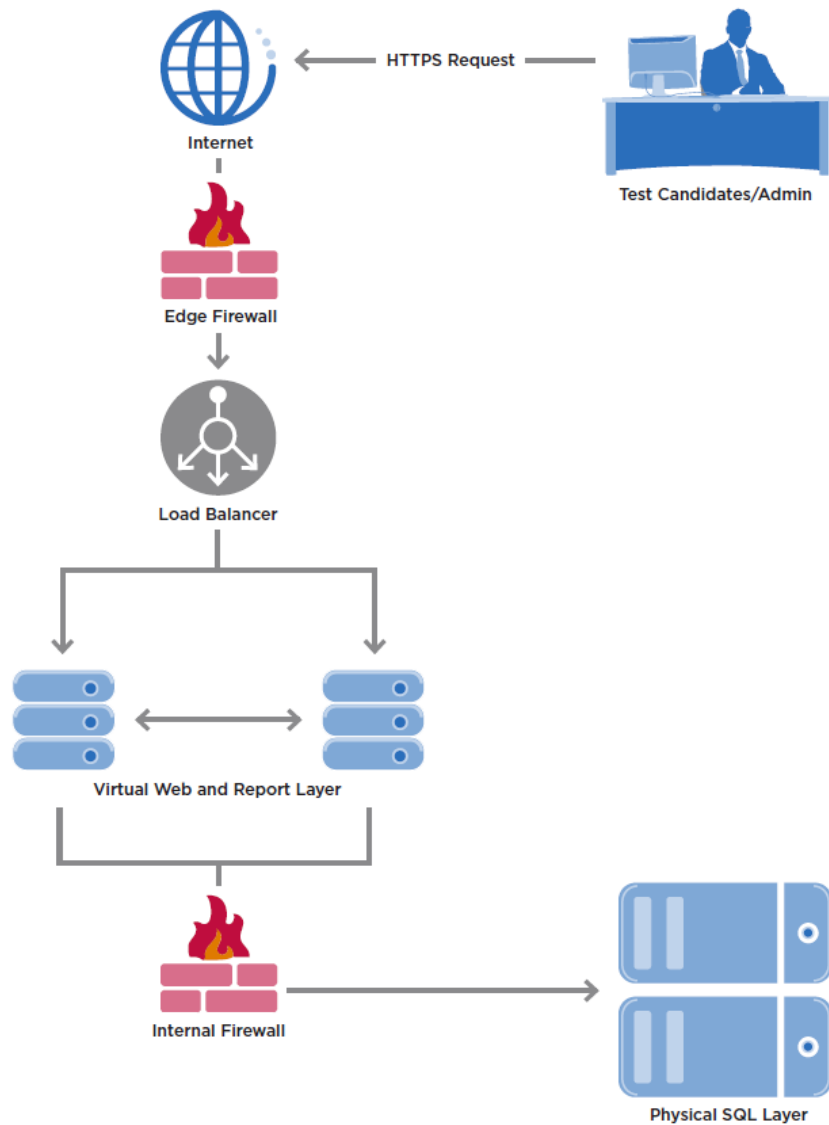 HTTPS Request
Internet
Test Candidates/Admin
Edge Firewall
Load Balancer
Virtual Web and Report Layer
Internal Firewall
Physical SQL Layer